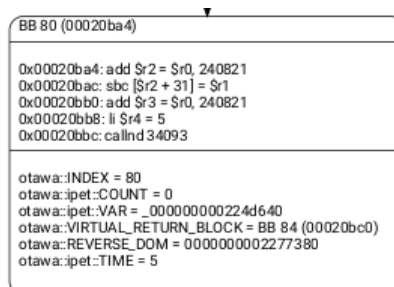 BB 80 (00020ba4)
0x00020ba4: add $r2 = $r0, 240821
0x00020bac: sbc [$r2 + 31] = $r1
0x00020bb0: add $r3 = $r0, 240821
0x00020bb8: li $r4 = 5
0x00020bbc: callnd 34093
otawa::INDEX = 80
otawa::ipet::COUNT = 0
otawa::ipet::VAR = _000000000224d640
otawa::VIRTUAL_RETURN_BLOCK = BB 84 (00020bc0)
otawa::REVERSE_DOM = 0000000002277380
otawa::ipet::TIME = 5